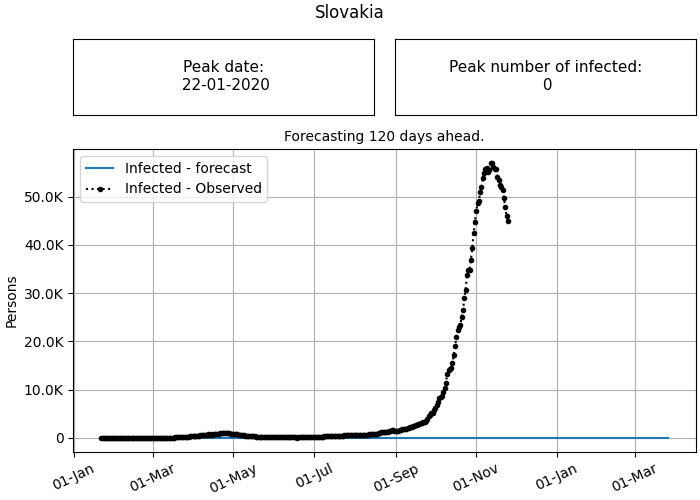 Slovakia
Peak date:
22-01-2020
Peak number of infected:
0
Forecasting 120 days ahead.
Infected - forecast
Infected - Observed
Persons
50.0K
40.0K
30.0K
20.0K
10.0K
0
01-Jan
01-Mar
01-May
01-Jul
01-Sep
01-Nov
01-Jan
01-Mar